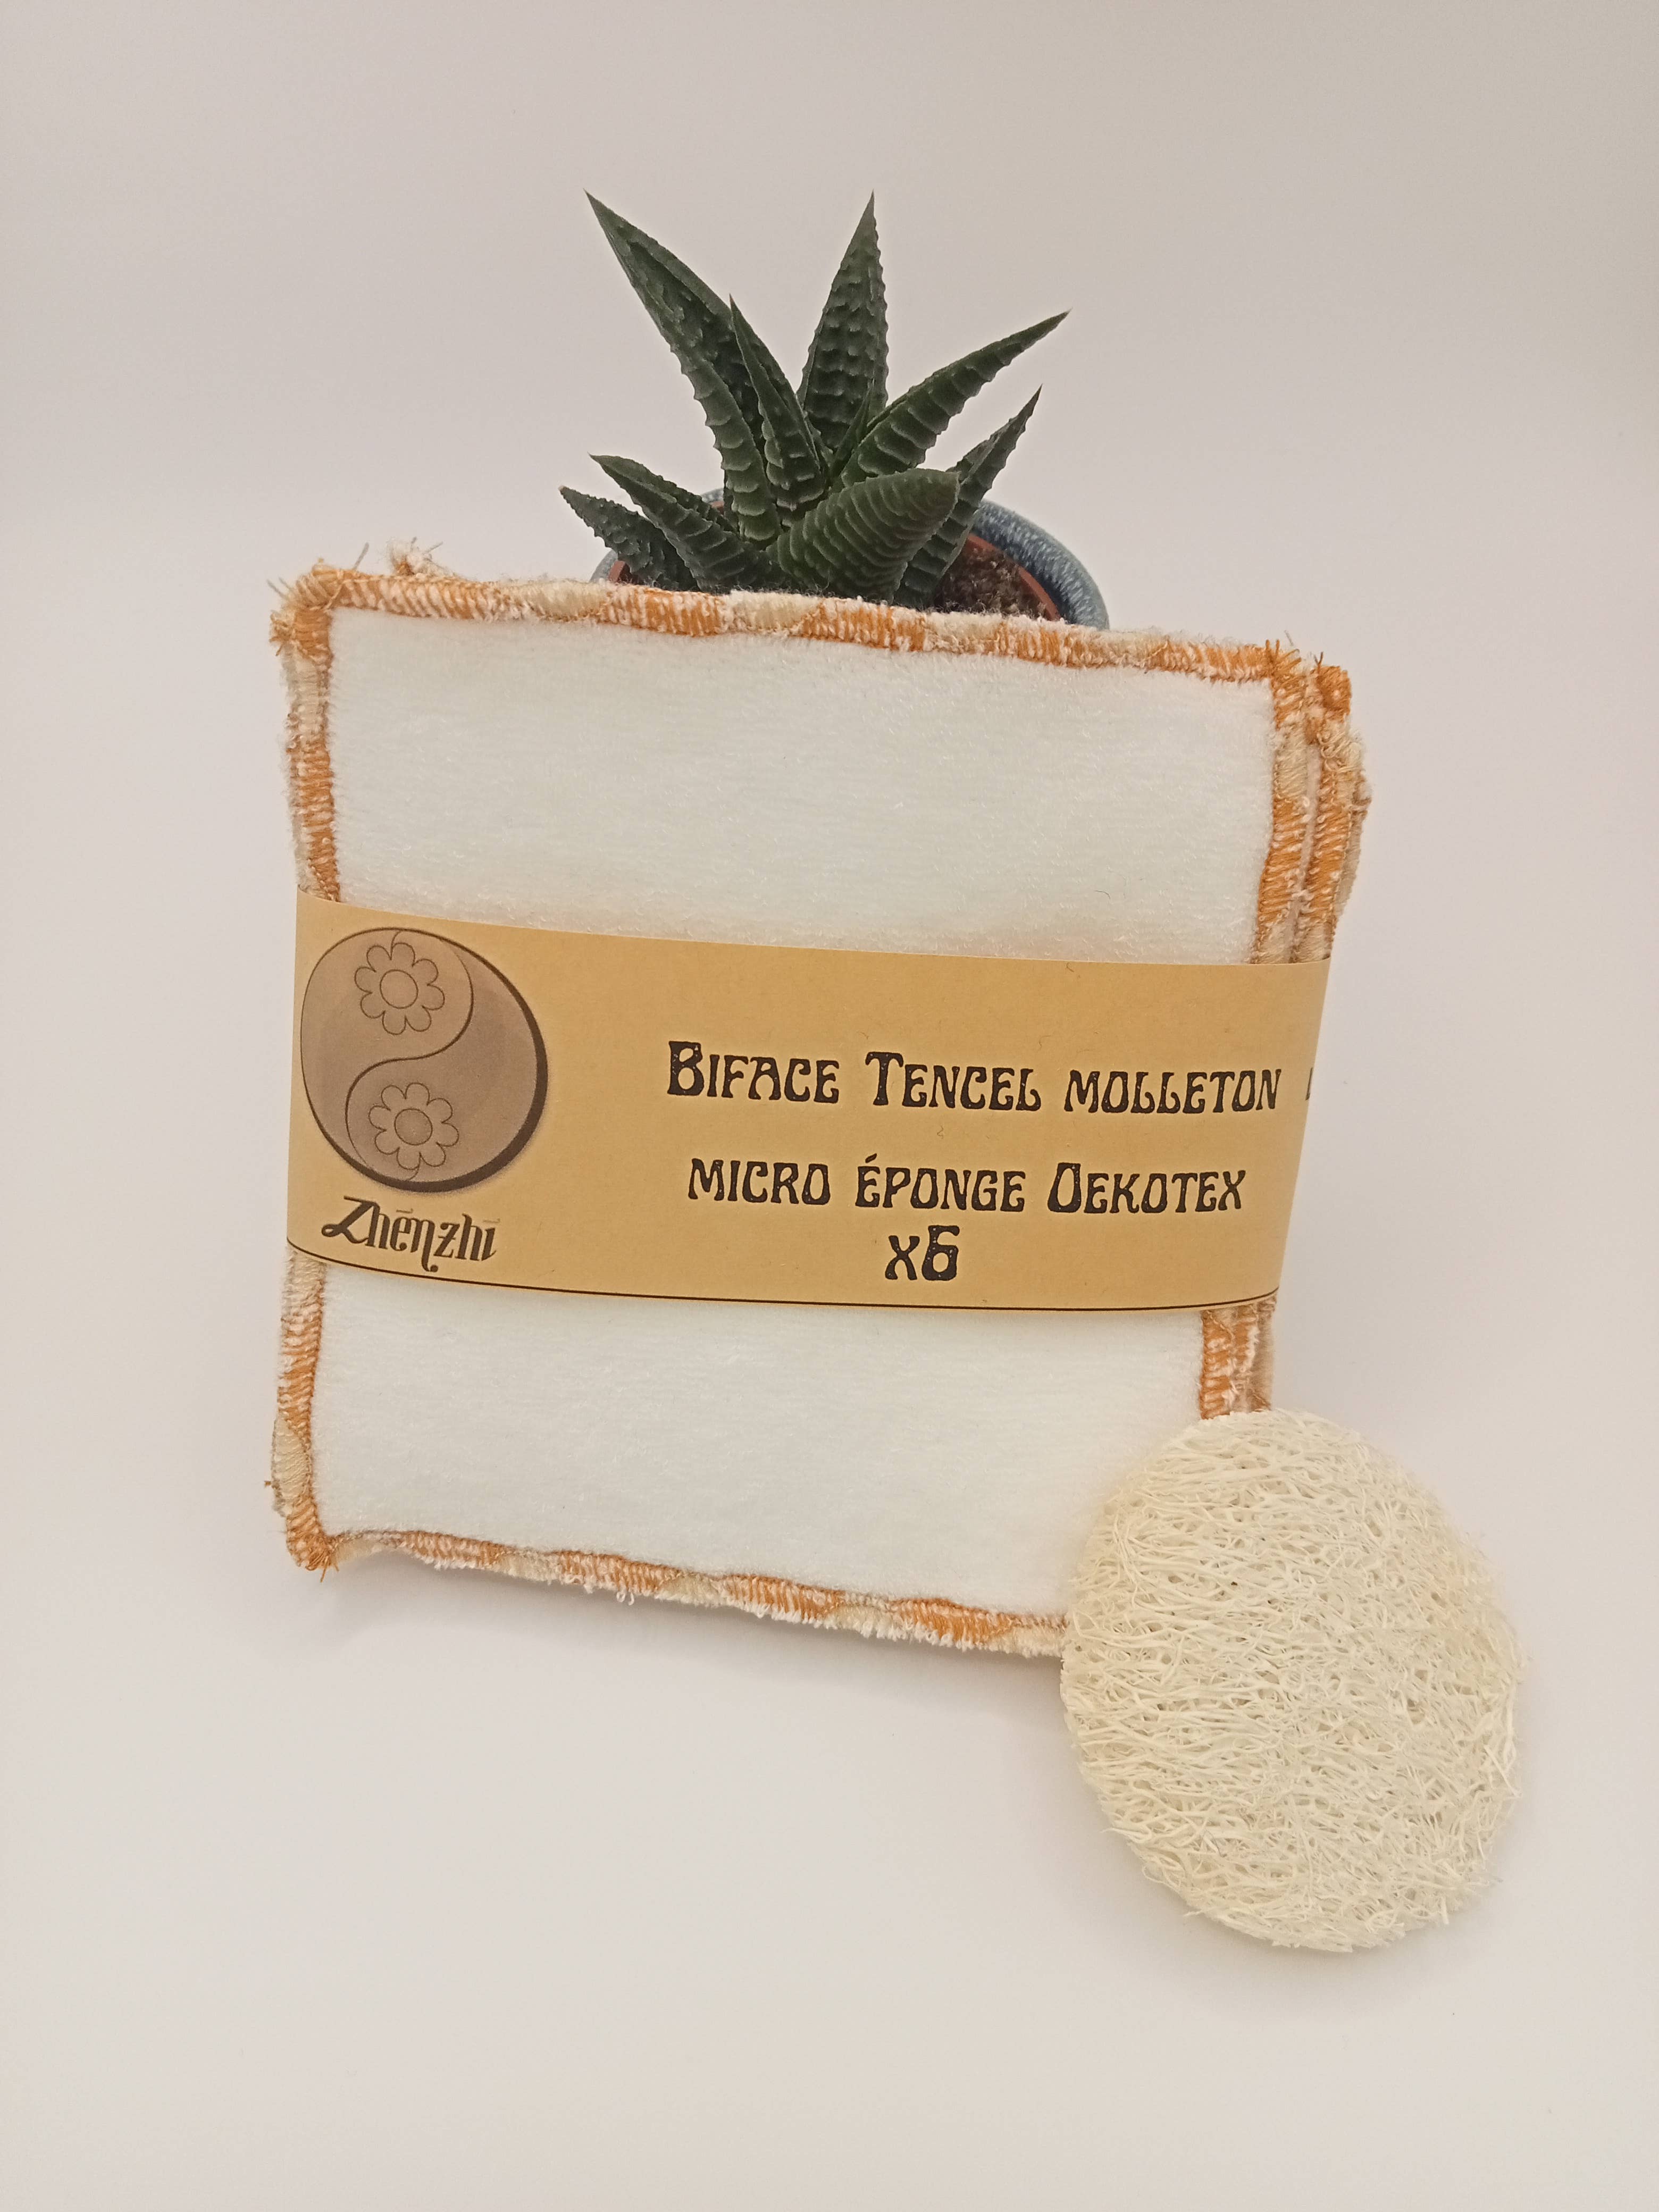 Biface Tencel molleton
micro éponge Oekotex
x6
Zhēnzhī